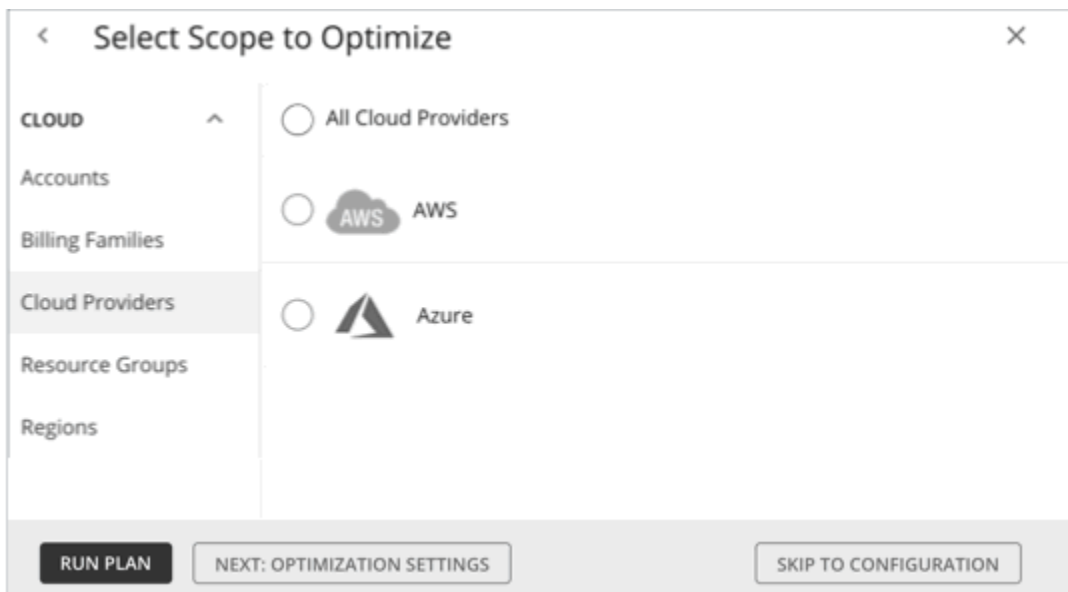 Select Scope to Optimize
CLOUD
Accounts
Billing Families
Cloud Providers
Resource Groups
Regions
All Cloud Providers
AWS AWS
Azure
RUN PLAN
NEXT: OPTIMIZATION SETTINGS
SKIP TO CONFIGURATION